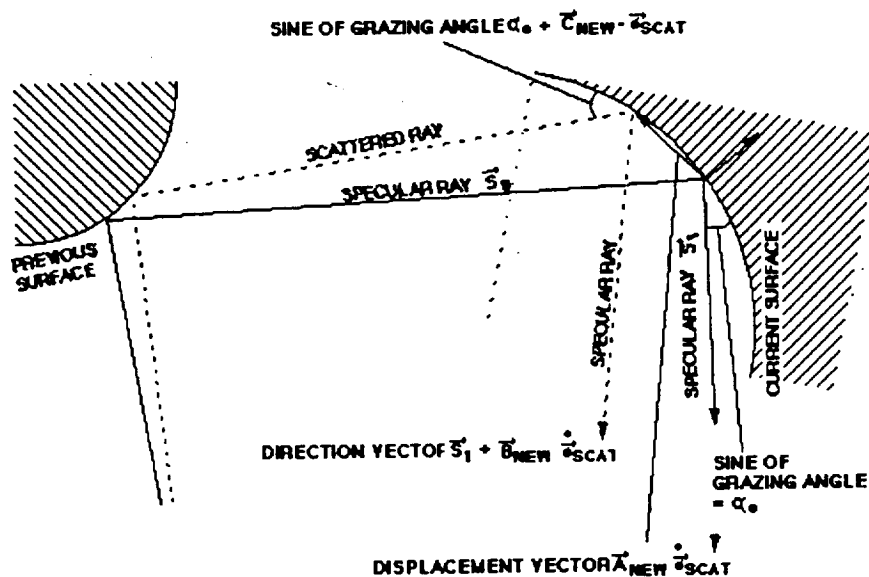 SINE OF GRAZING ANGLE α₀ + C⃗NEW - e⃗SCAT
SCATTERED RAY
SPECULAR RAY S⃗
PREVIOUS
SURFACE
SPECULAR RAY
SPECULAR RAY S⃗₁
CURRENT SURFACE
DIRECTION VECTOR S⃗₁ + B⃗NEW e⃗SCAT
SINE OF
GRAZING ANGLE
= α₀
DISPLACEMENT VECTOR A⃗NEW e⃗SCAT